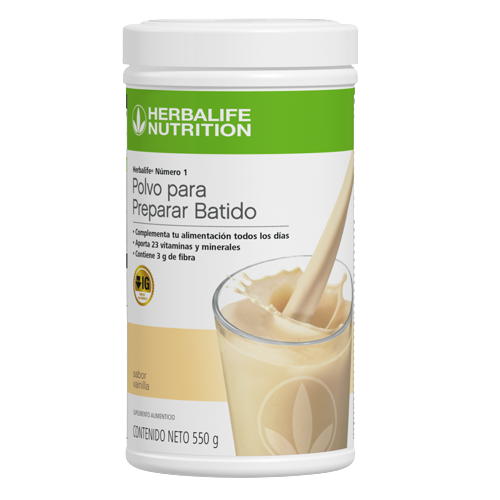 HERBALIFE
NUTRITION
Herbalife® Número 1
Polvo para
Preparar Batido
• Complementa tu alimentación todos los días
• Aporta 23 vitaminas y minerales
• Contiene 3 g de fibra
IG
sabor
vainilla
SUPLEMENTO ALIMENTICIO
CONTENIDO NETO 550 g